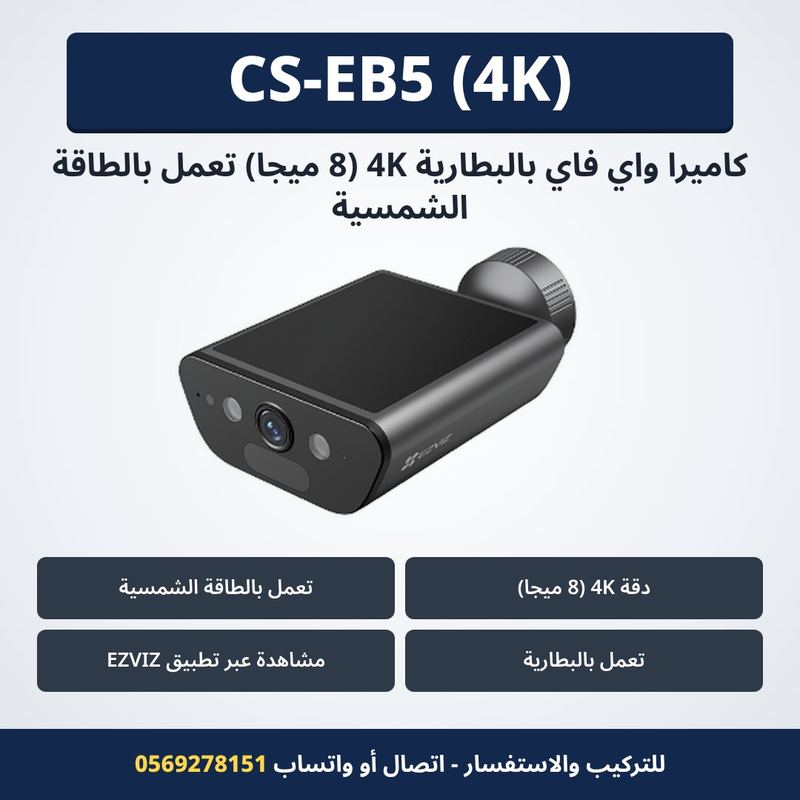 CS-EB5 (4K)
كاميرا واي فاي بالبطارية 4K (8 ميجا) تعمل بالطاقة
الشمسية
EZVIZ
دقة 4K (8 ميجا)
تعمل بالطاقة الشمسية
تعمل بالبطارية
مشاهدة عبر تطبيق EZVIZ
للتركيب والاستفسار - اتصال أو واتساب 0569278151